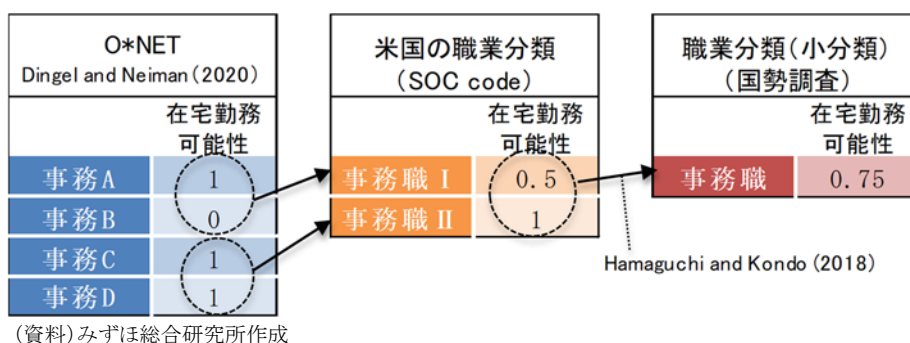 O*NET
Dingel and Neiman(2020)
在宅勤務
可能性
事務A 1
事務B 0
事務C 1
事務D 1
米国の職業分類
(SOC code)
在宅勤務
可能性
事務職Ⅰ 0.5
事務職Ⅱ 1
職業分類(小分類)
(国勢調査)
在宅勤務
可能性
事務職 0.75
Hamaguchi and Kondo (2018)
(資料)みずほ総合研究所作成